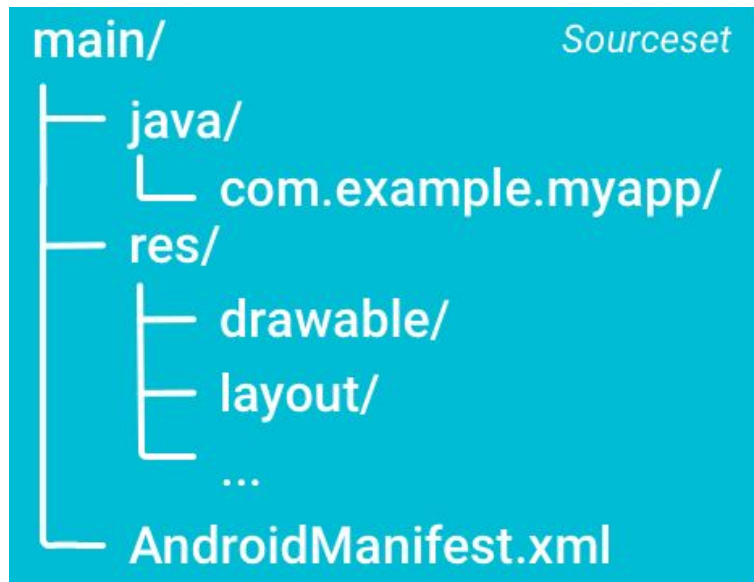 main/ Sourceset
java/
com.example.myapp/
res/
drawable/
layout/
...
AndroidManifest.xml